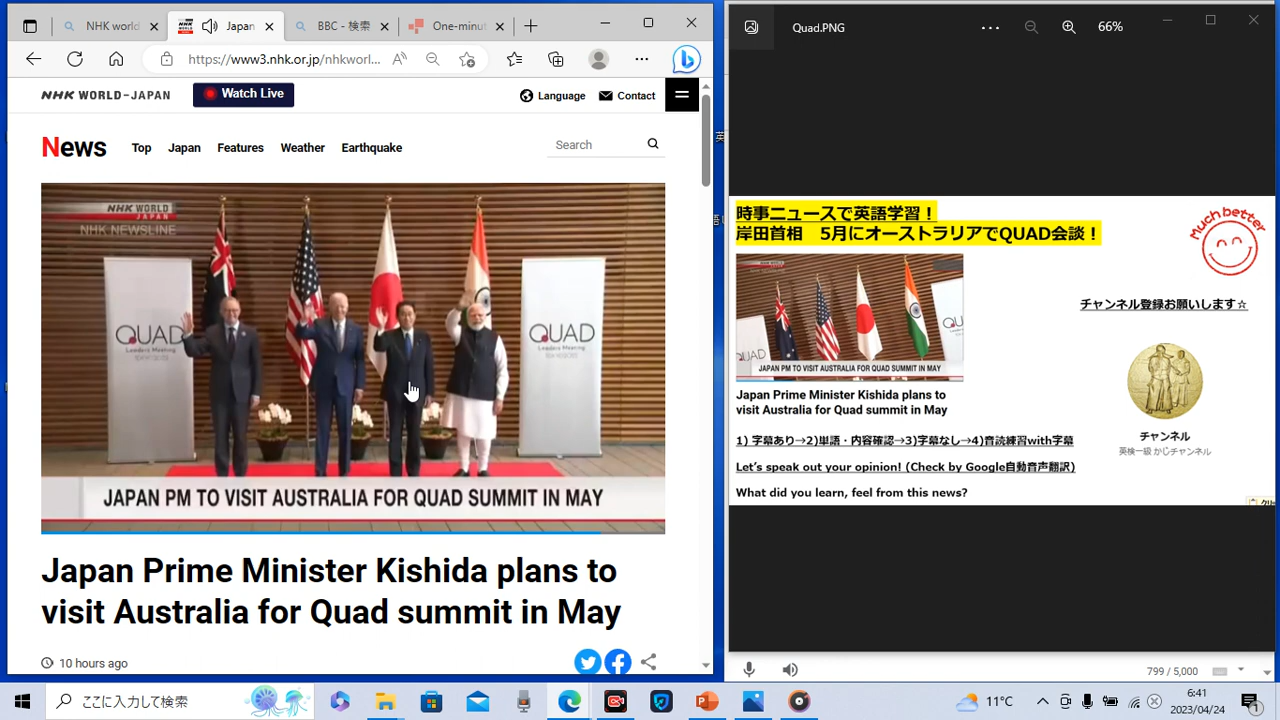 NHK world
Japan
BBC - 検索
One-minut
https://www3.nhk.or.jp/nhkworl...
NHK WORLD-JAPAN
Watch Live
Language
Contact
News
Top
Japan
Features
Weather
Earthquake
Search
NHK WORLD
JAPAN
NHK NEWSLINE
QUAD
Leaders Meeting
QUAD
Leaders Meeting
JAPAN PM TO VISIT AUSTRALIA FOR QUAD SUMMIT IN MAY
Japan Prime Minister Kishida plans to
visit Australia for Quad summit in May
10 hours ago
Quad.PNG
66%
時事ニュースで英語学習！
岸田首相　5月にオーストラリアでQUAD会談！
Much better
チャンネル登録お願いします☆
JAPAN PM TO VISIT AUSTRALIA FOR QUAD SUMMIT IN MAY
Japan Prime Minister Kishida plans to
visit Australia for Quad summit in May
チャンネル
英検一級 かじチャンネル
1) 字幕あり→2)単語・内容確認→3)字幕なし→4)音読練習with字幕
Let's speak out your opinion! (Check by Google自動音声翻訳)
What did you learn, feel from this news?
799 / 5,000
ここに入力して検索
11°C
6:41
2023/04/24